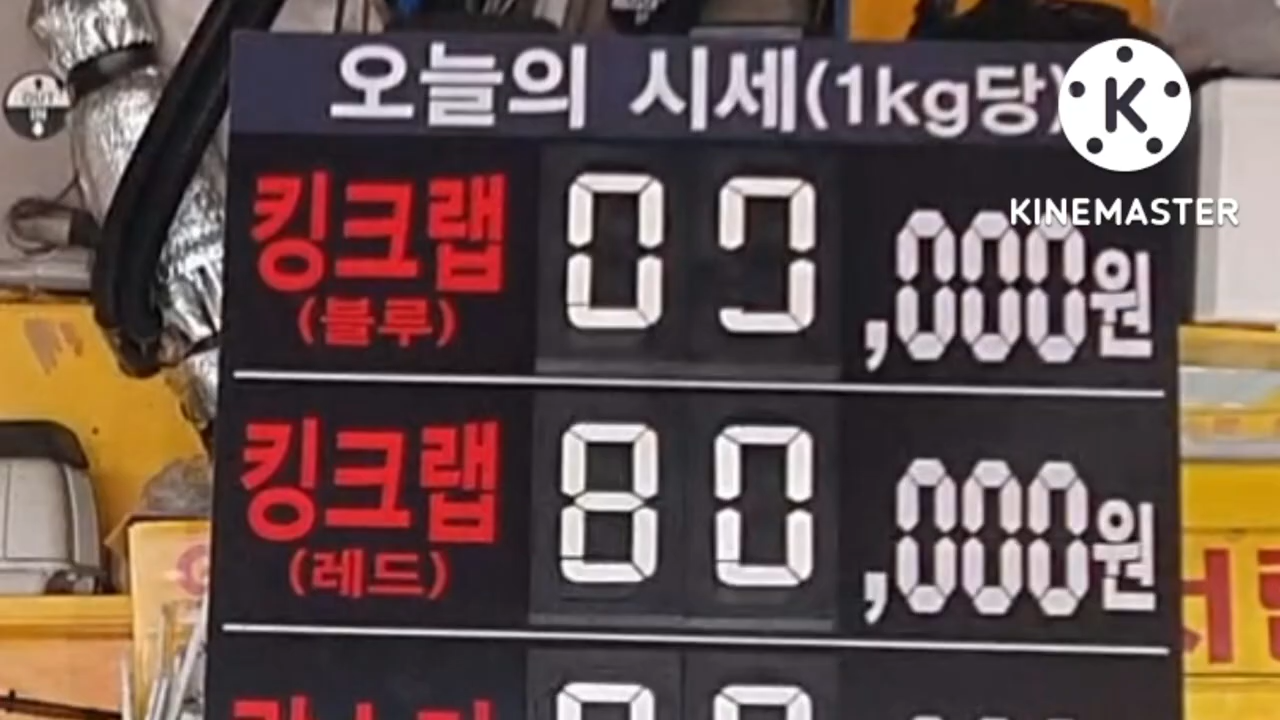 오늘의 시세(1kg당)
킹크랩
(블루)
,000원
킹크랩
(레드)
80,000원
K
KINEMASTER
OUT